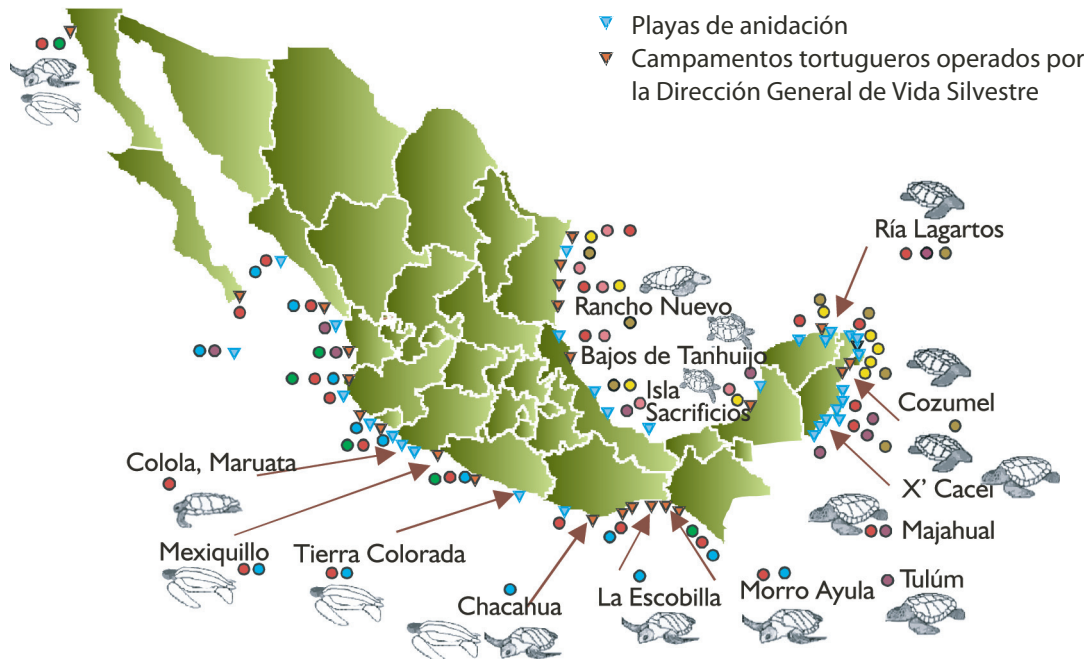 Playas de anidación
Campamentos tortugueros operados por
la Dirección General de Vida Silvestre
Ría Lagartos
Rancho Nuevo
Bajos de Tanhuijo
Isla
Sacrificios
Cozumel
Colola, Maruata
X' Cacel
Majahual
Mexiquillo
Tierra Colorada
Chacahua
La Escobilla
Morro Ayula
Tulúm